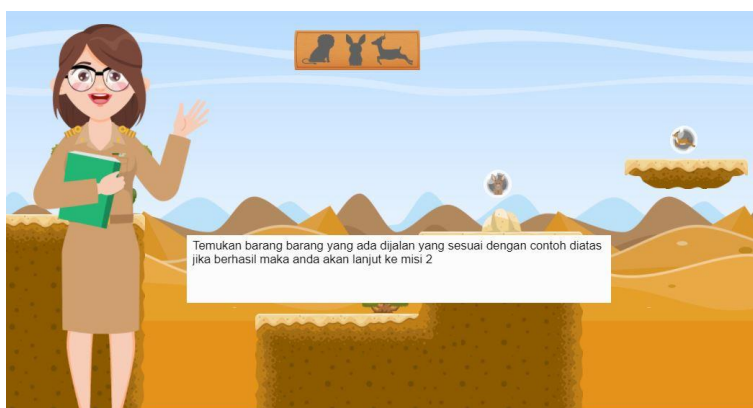 Temukan barang barang yang ada dijalan yang sesuai dengan contoh diatas
jika berhasil maka anda akan lanjut ke misi 2